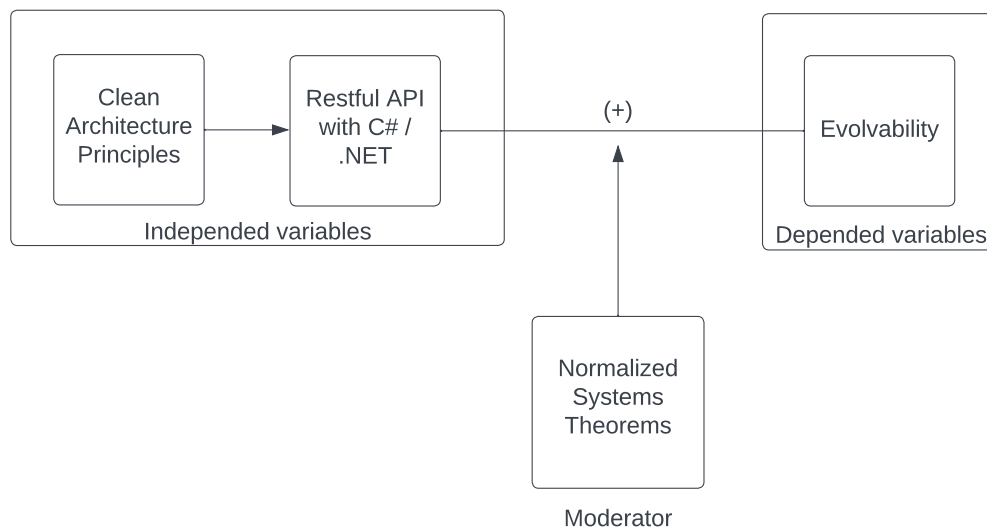 Clean
Architecture
Principles
Restful API
with C# /
.NET
Independed variables
(+)
Evolvability
Depended variables
Normalized
Systems
Theorems
Moderator